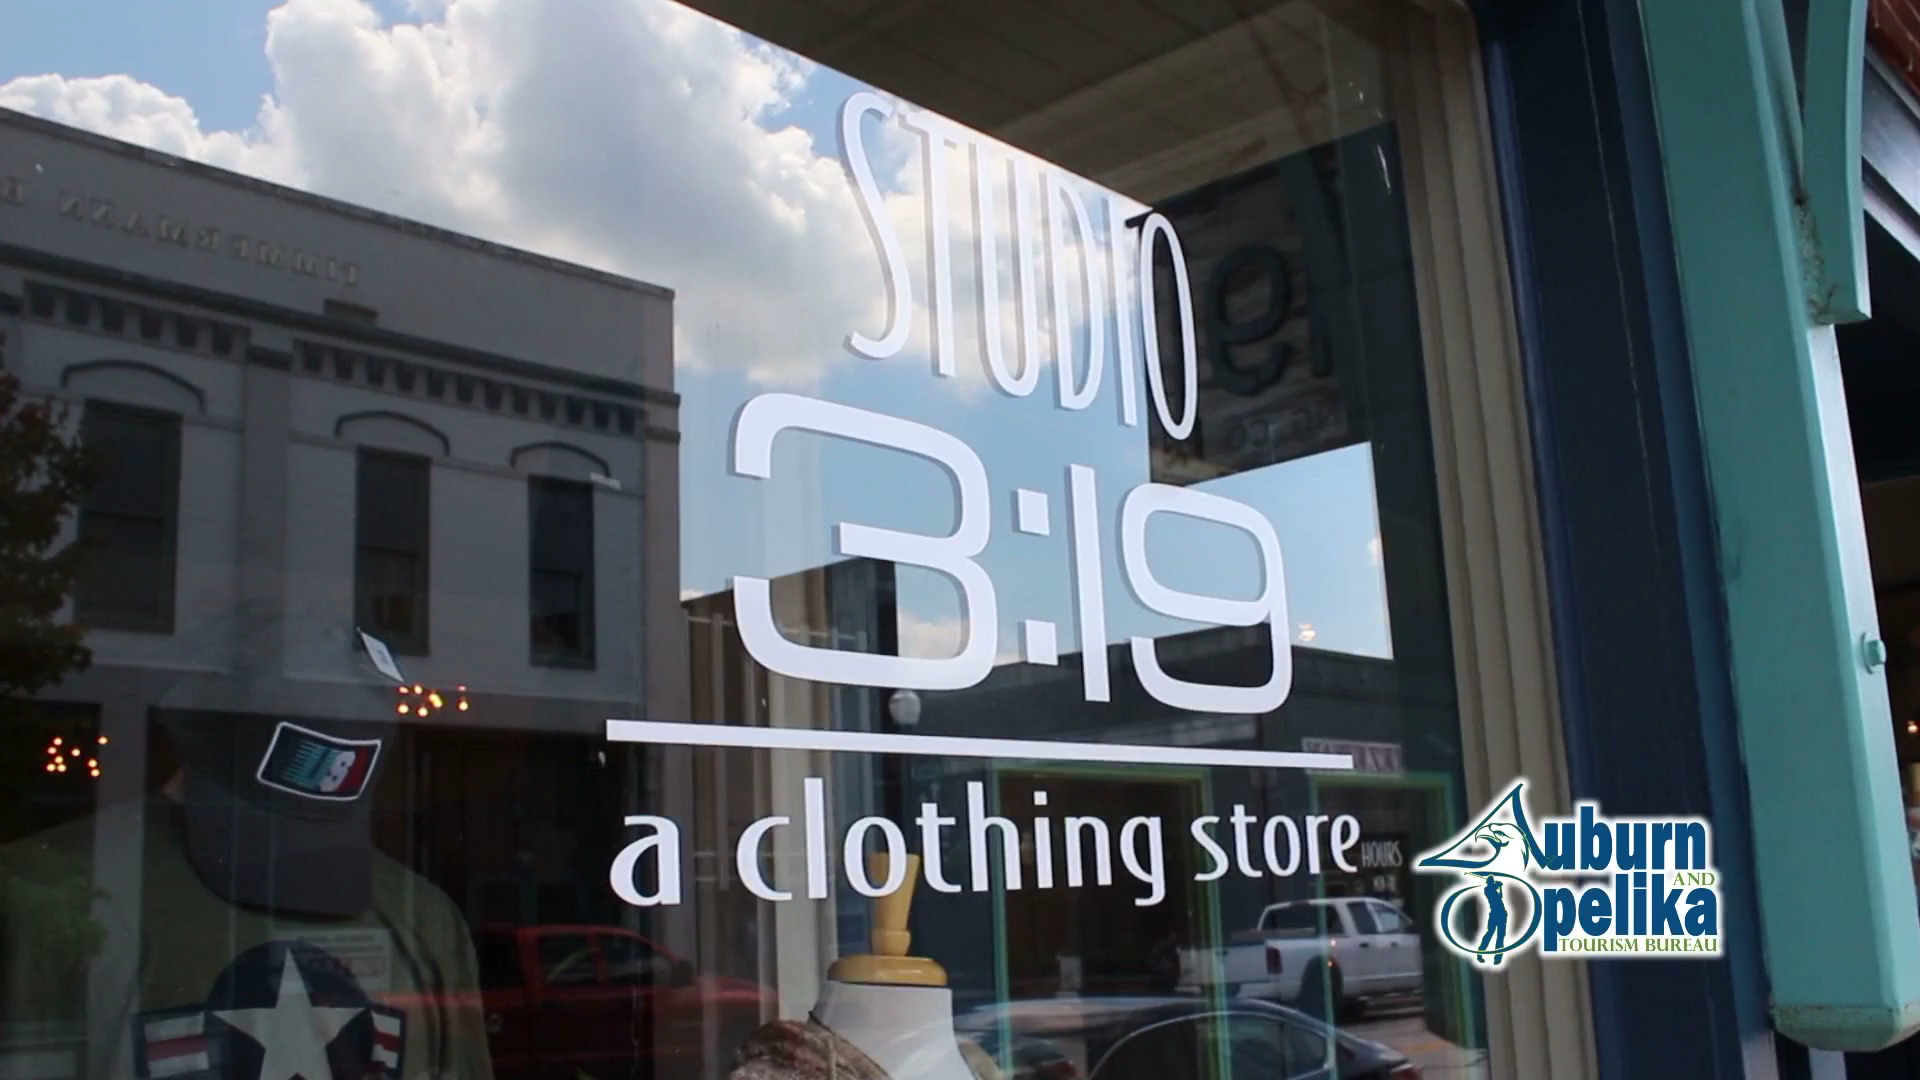 STUDIO
3:19
a clothing store
HOURS
Auburn
AND
Opelika
TOURISM BUREAU